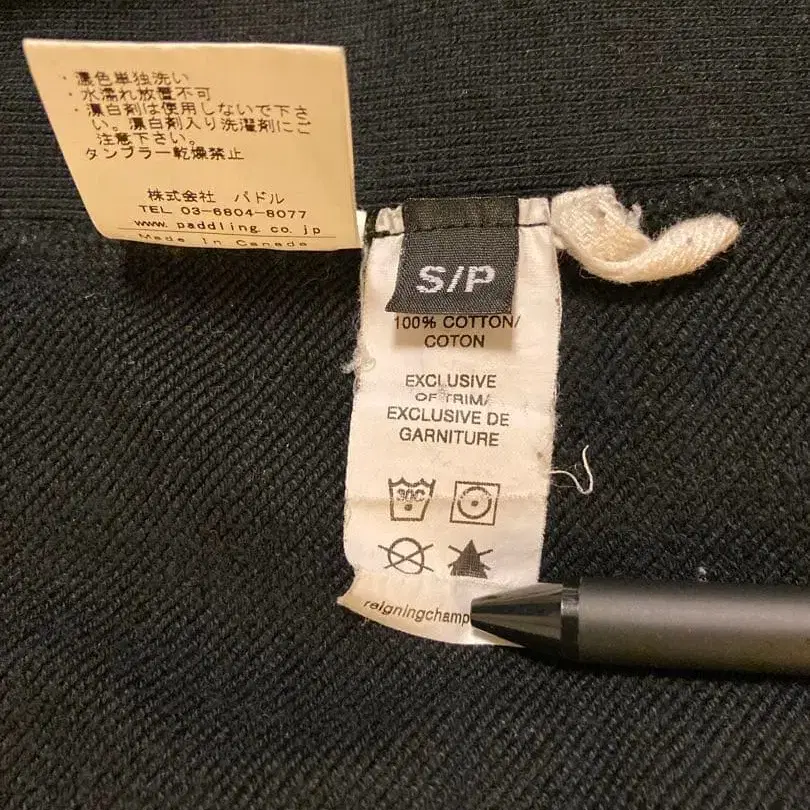 ・濃色単独洗い
・水濡れ放置不可
・漂白剤は使用しないで下さ
い。漂白剤入り洗濯剤にご
注意下さい。
タンブラー乾燥禁止
株式会社 パドル
TEL 03-6804-8077
www.paddling.co.jp
Made in Canada
S/P
100% COTTON/
COTON
EXCLUSIVE
OF TRIM/
EXCLUSIVE DE
GARNITURE
30C
raigningchamp